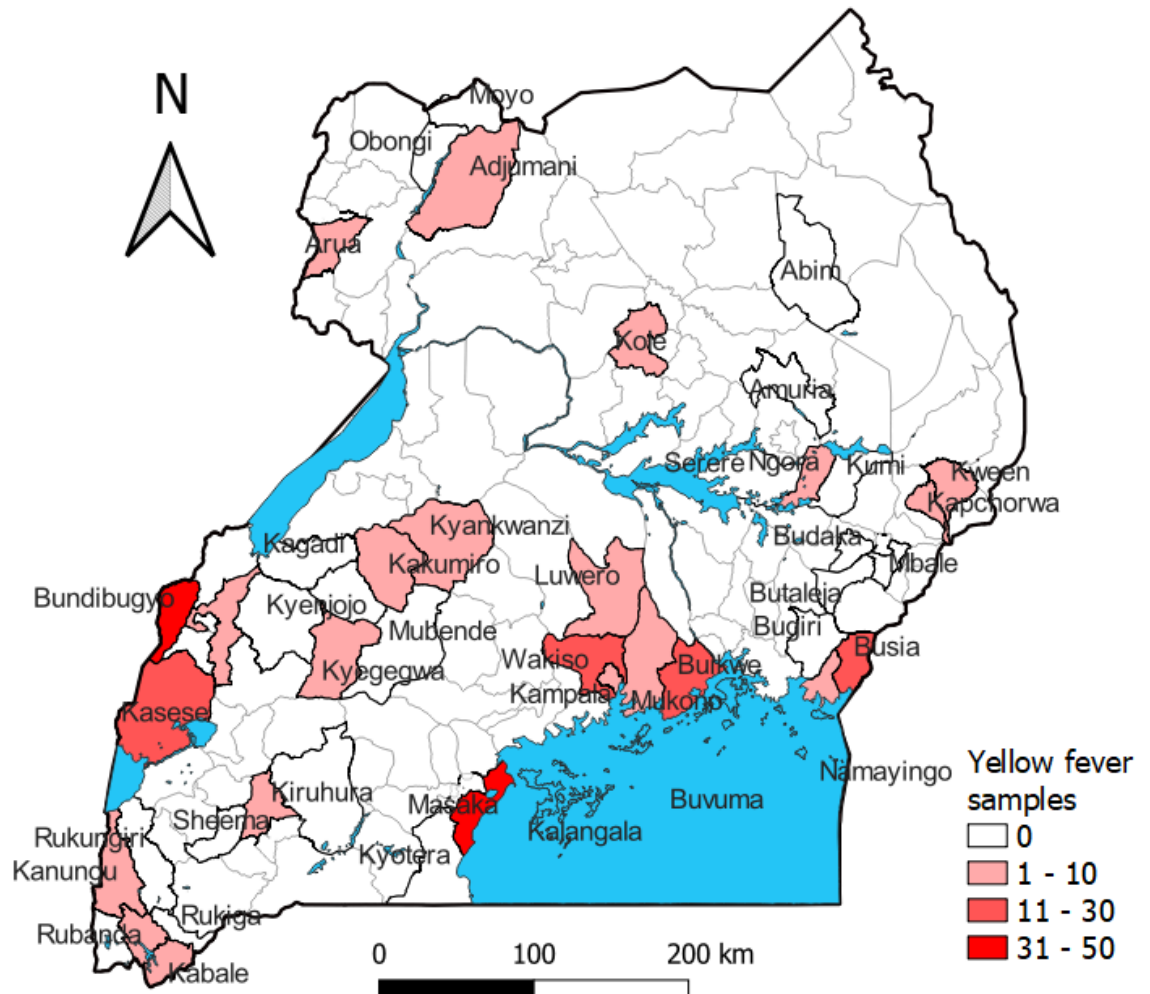 N
Moyo
Obongi
Adjumani
Arua
Abim
Kole
Amuria
Serere
Ngora
Kumi
Kween
Kapchorwa
Kyankwanzi
Kagadi
Kakumiro
Budaka
Mbale
Luwero
Bundibugyo
Kyenjojo
Butaleja
Mubende
Bugiri
Wakiso
Buikwe
Busia
Kyegegwa
Kampala
Mukono
Kasese
Namayingo
Kiruhura
Buvuma
Masaka
Sheema
Kalangala
Rukungiri
Kyotera
Kanungu
Rukiga
Rubanda
Kabale
Yellow fever
samples
0
1 - 10
11 - 30
31 - 50
0 100 200 km